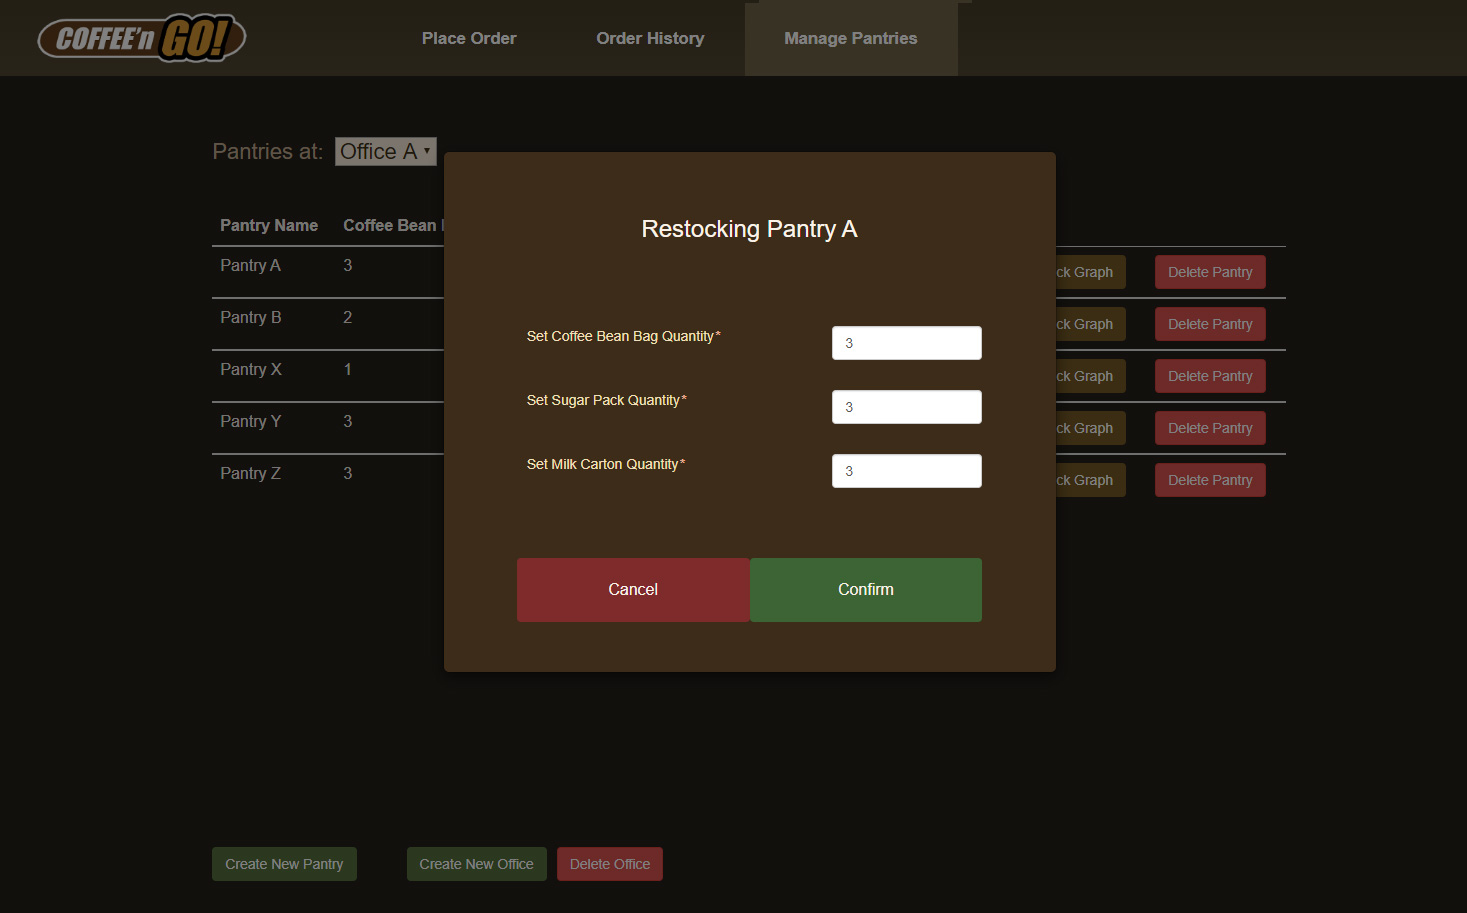 COFFEE'n GO!
Place Order Order History Manage Pantries
Pantries at: Office A
Restocking Pantry A
Pantry Name Coffee Bean
Pantry A 3 ck Graph Delete Pantry
Pantry B 2 ck Graph Delete Pantry
Pantry X 1 ck Graph Delete Pantry
Pantry Y 3 ck Graph Delete Pantry
Pantry Z 3 ck Graph Delete Pantry
Set Coffee Bean Bag Quantity* 3
Set Sugar Pack Quantity* 3
Set Milk Carton Quantity* 3
Cancel Confirm
Create New Pantry Create New Office Delete Office